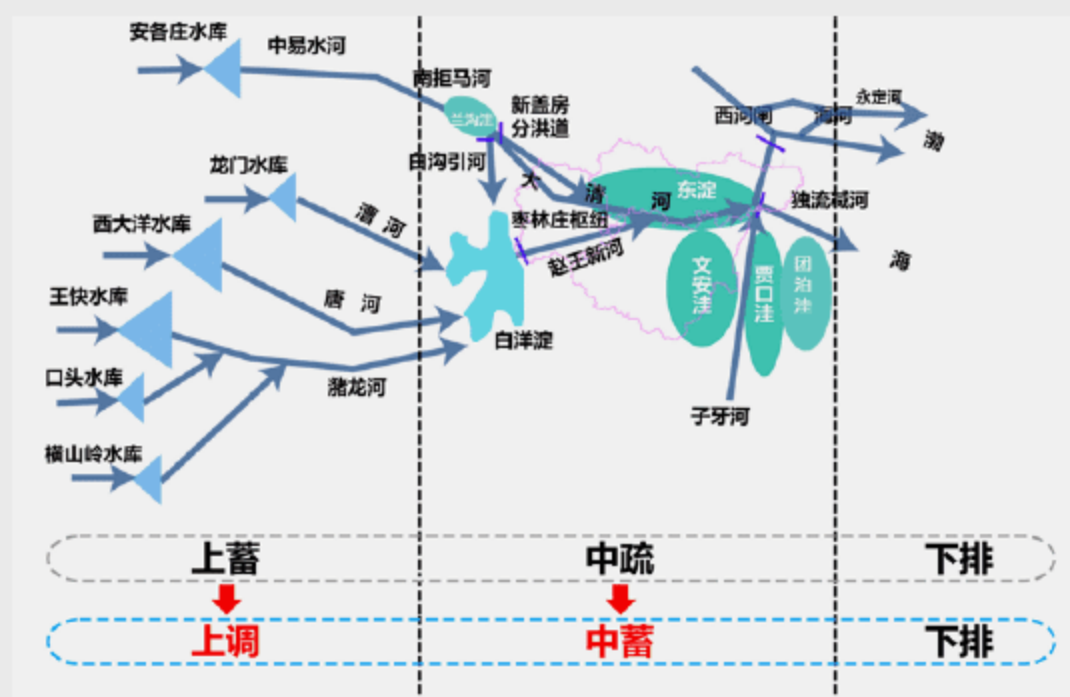 安各庄水库
中易水河
南拒马河
兰沟洼
新盖房
分洪道
白沟引河
龙门水库
漕河
西大洋水库
唐河
王快水库
口头水库
横山岭水库
潴龙河
白洋淀
枣林庄枢纽
赵王新河
大清河
东淀
文安洼
贾口洼
团泊洼
子牙河
西河闸
海河
永定河
独流减河
渤
海
上蓄
中疏
下排
上调
中蓄
下排